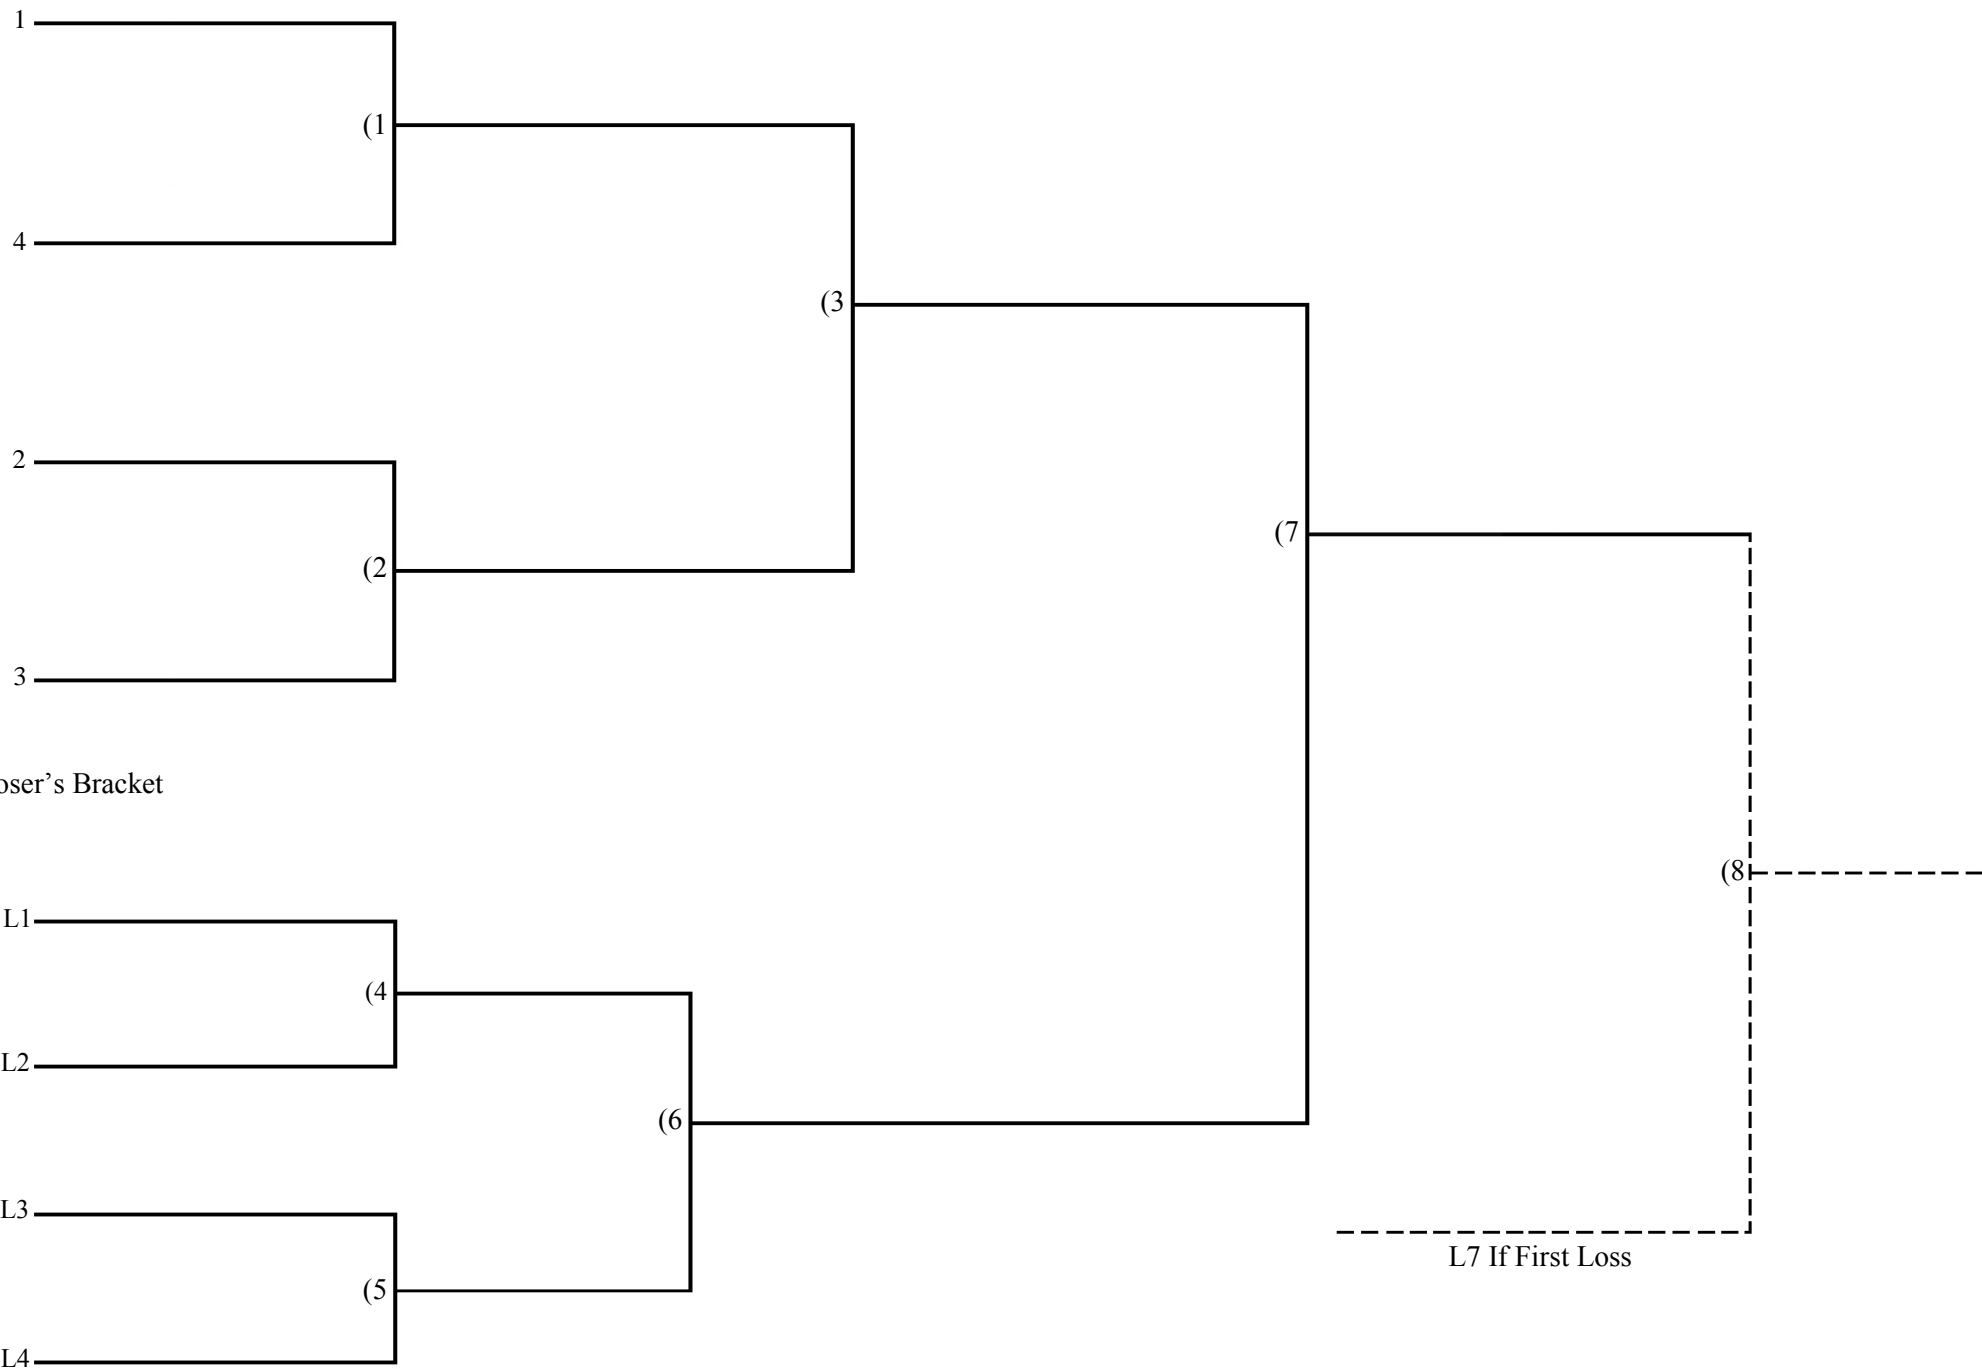 1
(1
4
(3
2
(7
(2
3
oser’s Bracket
(8
L1
(4
L2
(6
L3
L7 If First Loss
(5
L4